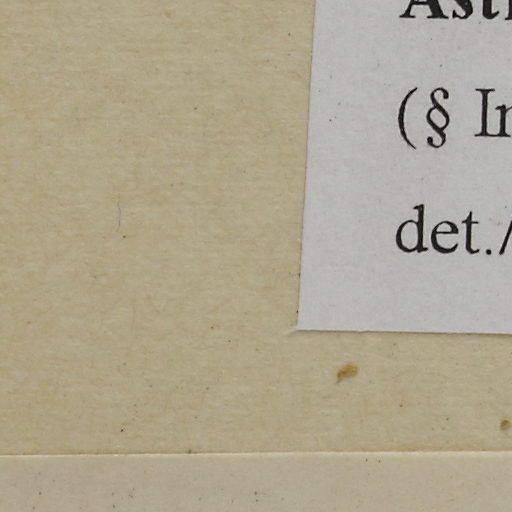 Ast
(§ In
det./